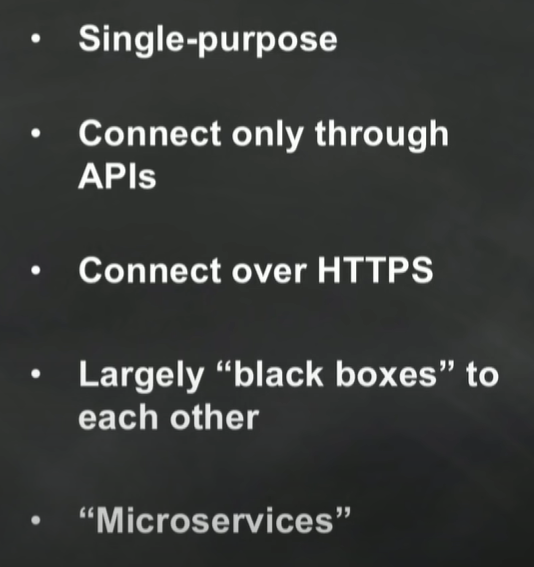 • Single-purpose
• Connect only through
APIs
• Connect over HTTPS
• Largely “black boxes” to
each other
• “Microservices”